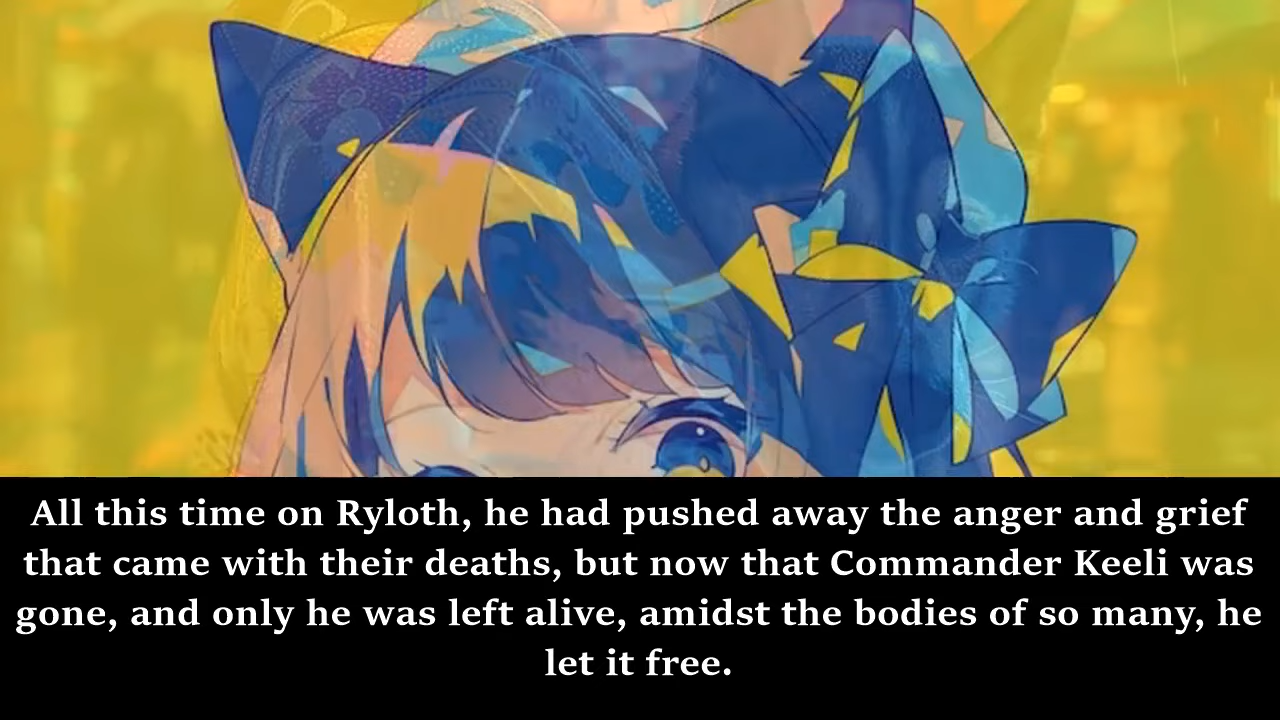 All this time on Ryloth, he had pushed away the anger and grief
that came with their deaths, but now that Commander Keeli was
gone, and only he was left alive, amidst the bodies of so many, he
let it free.